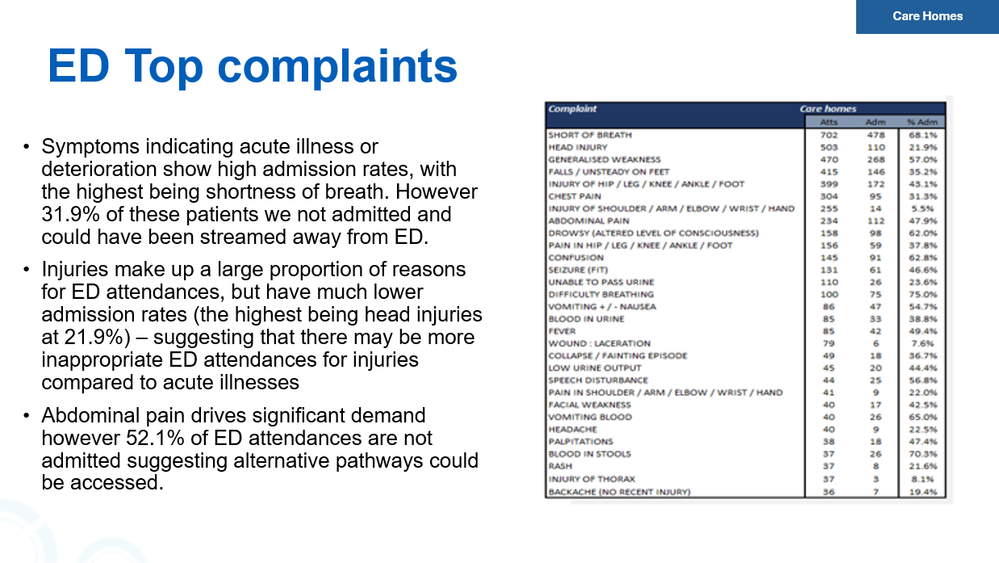 Care Homes
ED Top complaints
• Symptoms indicating acute illness or
deterioration show high admission rates, with
the highest being shortness of breath. However
31.9% of these patients we not admitted and
could have been streamed away from ED.
• Injuries make up a large proportion of reasons
for ED attendances, but have much lower
admission rates (the highest being head injuries
at 21.9%) – suggesting that there may be more
inappropriate ED attendances for injuries
compared to acute illnesses
• Abdominal pain drives significant demand
however 52.1% of ED attendances are not
admitted suggesting alternative pathways could
be accessed.
Complaint Care homes
Atts Adm % Adm
SHORT OF BREATH 702 478 68.1%
HEAD INJURY 503 110 21.9%
GENERALISED WEAKNESS 470 268 57.0%
FALLS / UNSTEADY ON FEET 415 146 35.2%
INJURY OF HIP / LEG / KNEE / ANKLE / FOOT 399 172 43.1%
CHEST PAIN 304 95 31.3%
INJURY OF SHOULDER / ARM / ELBOW / WRIST / HAND 255 14 5.5%
ABDOMINAL PAIN 234 112 47.9%
DROWSY (ALTERED LEVEL OF CONSCIOUSNESS) 158 98 62.0%
PAIN IN HIP / LEG / KNEE / ANKLE / FOOT 156 59 37.8%
CONFUSION 145 91 62.8%
SEIZURE (FIT) 131 61 46.6%
UNABLE TO PASS URINE 110 26 23.6%
DIFFICULTY BREATHING 100 75 75.0%
VOMITING + / - NAUSEA 86 47 54.7%
BLOOD IN URINE 85 33 38.8%
FEVER 85 42 49.4%
WOUND : LACERATION 79 6 7.6%
COLLAPSE / FAINTING EPISODE 49 18 36.7%
LOW URINE OUTPUT 45 20 44.4%
SPEECH DISTURBANCE 44 25 56.8%
PAIN IN SHOULDER / ARM / ELBOW / WRIST / HAND 41 9 22.0%
FACIAL WEAKNESS 40 17 42.5%
VOMITING BLOOD 40 26 65.0%
HEADACHE 40 9 22.5%
PALPITATIONS 38 18 47.4%
BLOOD IN STOOLS 37 26 70.3%
RASH 37 8 21.6%
INJURY OF THORAX 37 3 8.1%
BACKACHE (NO RECENT INJURY) 36 7 19.4%